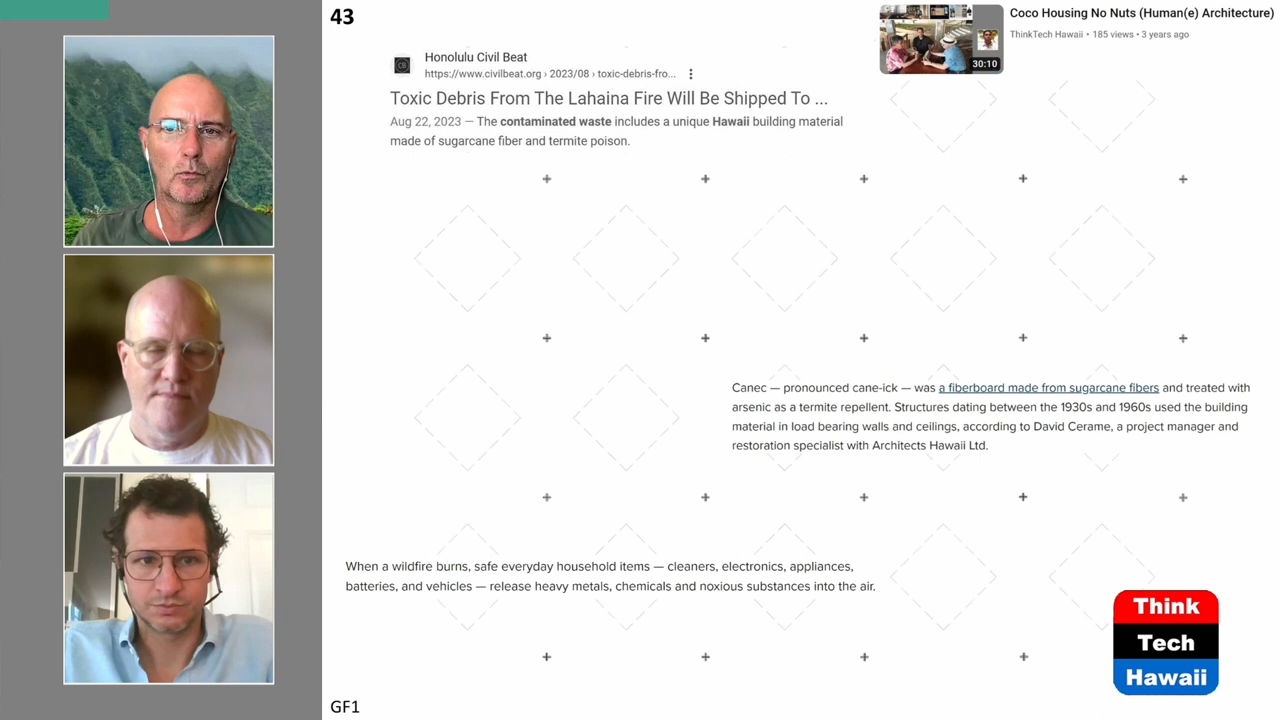 43
Coco Housing No Nuts (Human(e) Architecture)
ThinkTech Hawaii • 185 views • 3 years ago
30:10
Honolulu Civil Beat
https://www.civilbeat.org › 2023/08 › toxic-debris-fro...
Toxic Debris From The Lahaina Fire Will Be Shipped To ...
Aug 22, 2023 — The contaminated waste includes a unique Hawaii building material
made of sugarcane fiber and termite poison.
Canec — pronounced cane-ick — was a fiberboard made from sugarcane fibers and treated with
arsenic as a termite repellent. Structures dating between the 1930s and 1960s used the building
material in load bearing walls and ceilings, according to David Cerame, a project manager and
restoration specialist with Architects Hawaii Ltd.
When a wildfire burns, safe everyday household items — cleaners, electronics, appliances,
batteries, and vehicles — release heavy metals, chemicals and noxious substances into the air.
Think
Tech
Hawaii
GF1